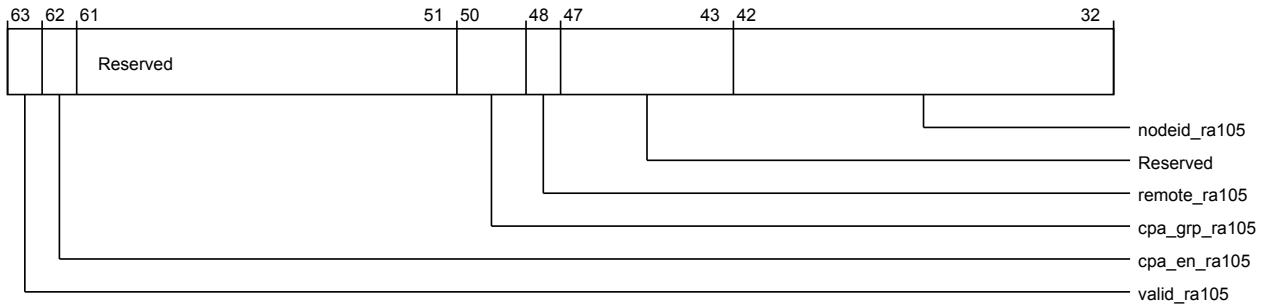 63 62 61 51 50 48 47 43 42 32
Reserved
nodeid_ra105
Reserved
remote_ra105
cpa_grp_ra105
cpa_en_ra105
valid_ra105